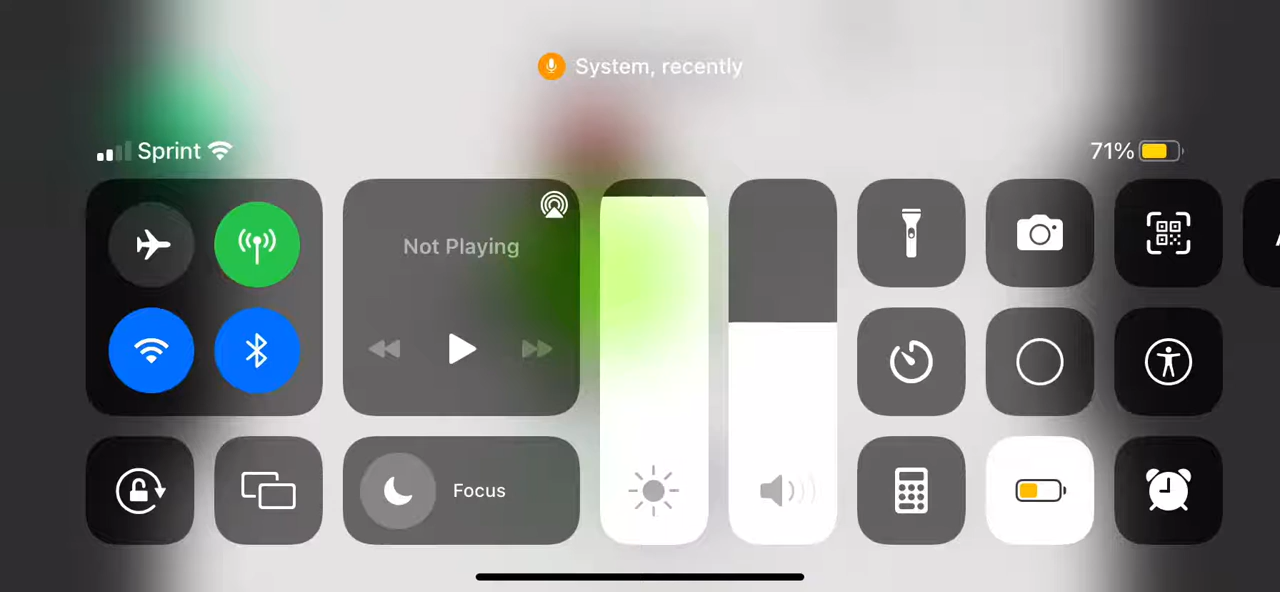 System, recently
Sprint
71%
Not Playing
Focus